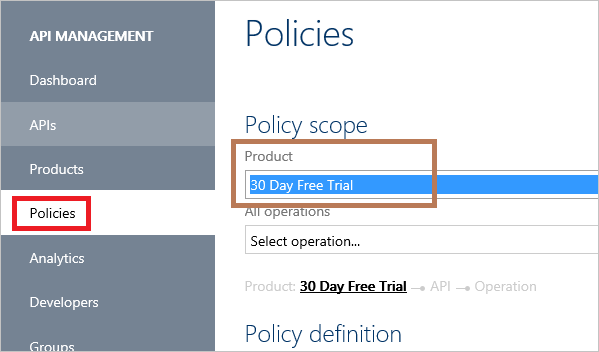 API MANAGEMENT
Dashboard
APIs
Products
Policies
Analytics
Developers
Groups
Policies
Policy scope
Product
30 Day Free Trial
All operations
Select operation...
Product: 30 Day Free Trial API Operation
Policy definition